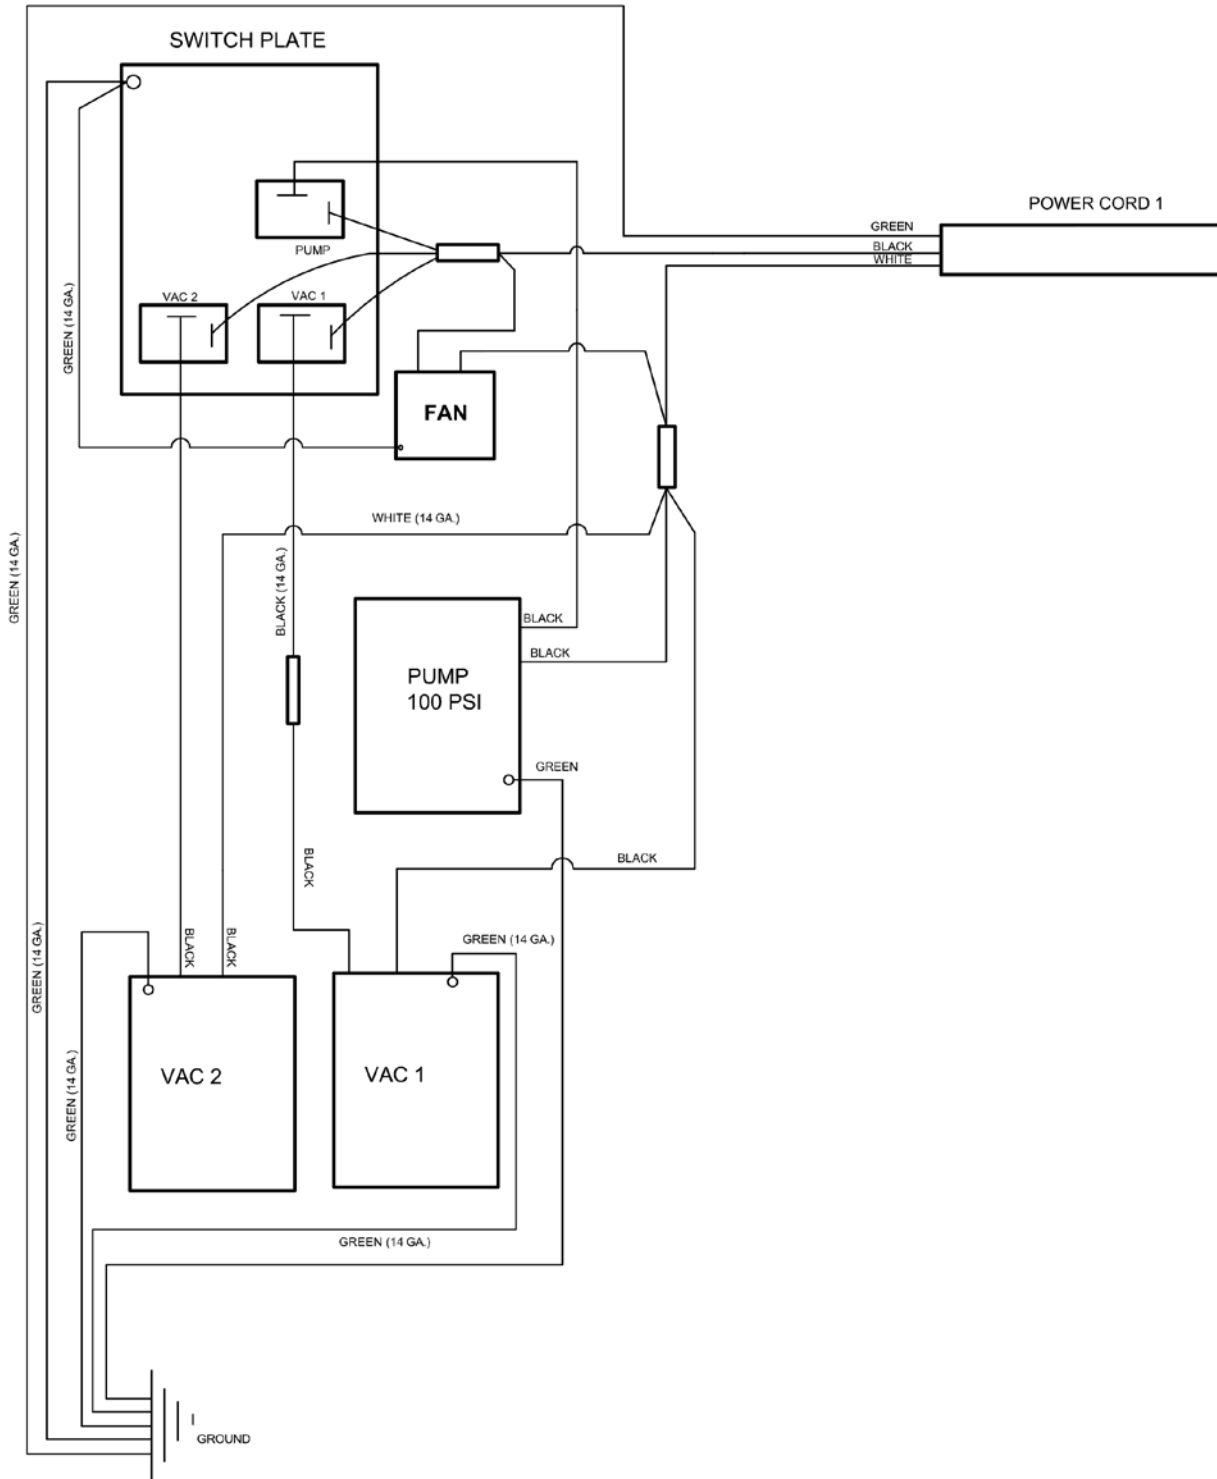 SWITCH PLATE
POWER CORD 1
GREEN
BLACK
WHITE
PUMP
VAC 2
VAC 1
GREEN (14 GA.)
FAN
WHITE (14 GA.)
GREEN (14 GA.)
BLACK (14 GA.)
BLACK
BLACK
PUMP
100 PSI
GREEN
BLACK
BLACK
BLACK
BLACK
GREEN (14 GA.)
GREEN (14 GA.)
GREEN (14 GA.)
VAC 2
VAC 1
GREEN (14 GA.)
GROUND